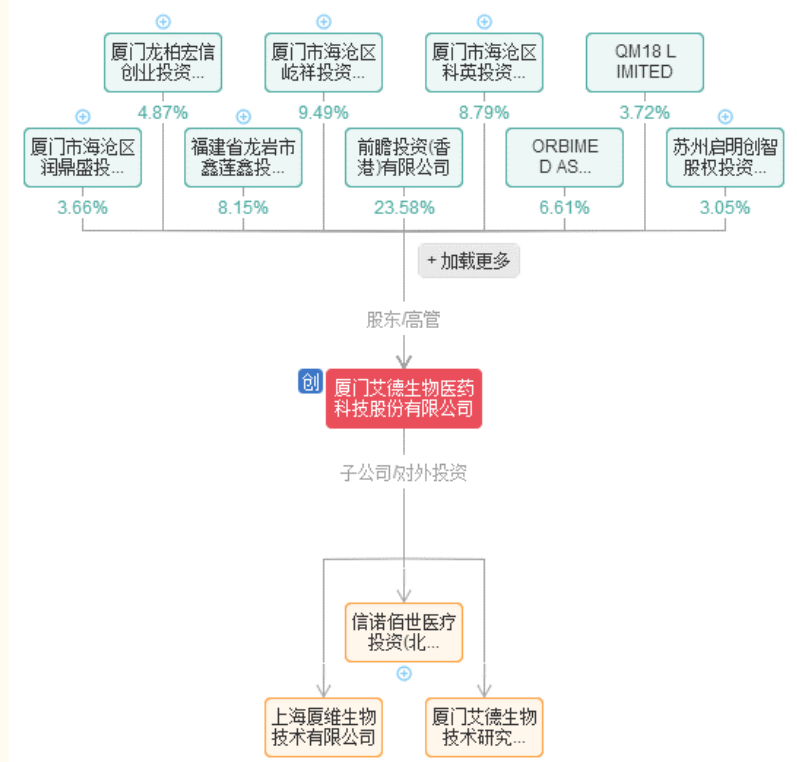 厦门龙柏宏信
创业投资...
4.87%
厦门市海沧区
屹祥投资...
9.49%
厦门市海沧区
科英投资...
8.79%
QM18 L
IMITED
3.72%
厦门市海沧区
润鼎盛投...
3.66%
福建省龙岩市
鑫莲鑫投...
8.15%
前瞻投资(香
港)有限公司
23.58%
ORBIME
D AS...
6.61%
苏州启明创智
股权投资...
3.05%
+ 加载更多
股东/高管
创
厦门艾德生物医药
科技股份有限公司
子公司/对外投资
信诺佰世医疗
投资(北...
上海厦维生物
技术有限公司
厦门艾德生物
技术研究...